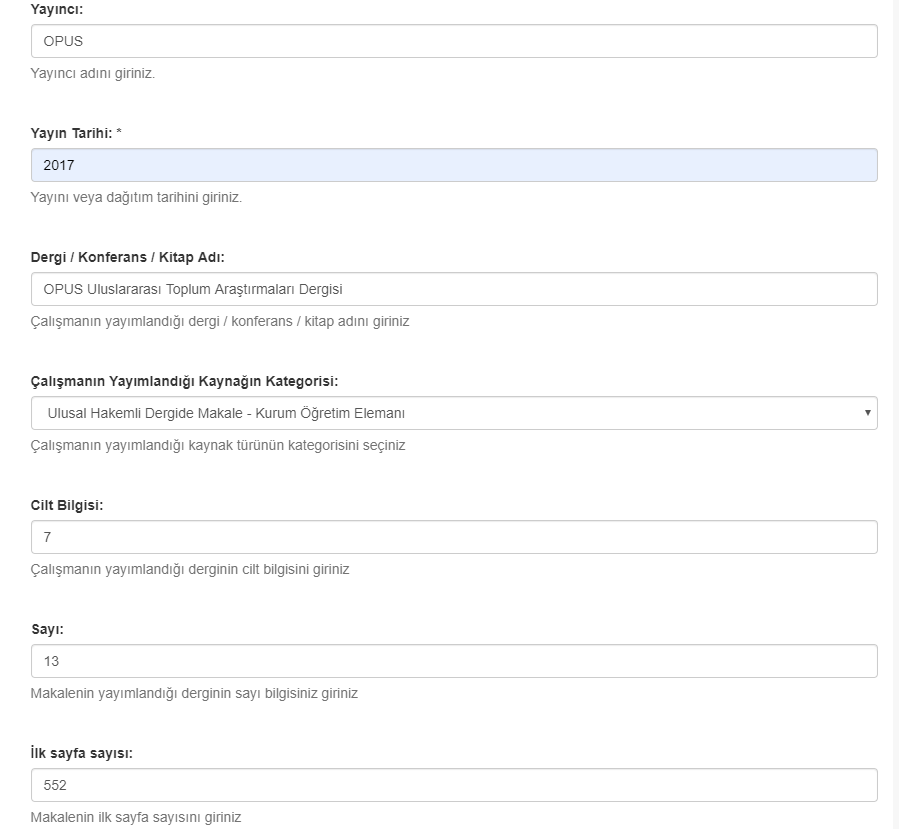 Yayıncı:
OPUS
Yayıncı adını giriniz.
Yayın Tarihi: *
2017
Yayını veya dağıtım tarihini giriniz.
Dergi / Konferans / Kitap Adı:
OPUS Uluslararası Toplum Araştırmaları Dergisi
Çalışmanın yayımlandığı dergi / konferans / kitap adını giriniz
Çalışmanın Yayımlandığı Kaynağın Kategorisi:
Ulusal Hakemli Dergide Makale - Kurum Öğretim Elemanı
Çalışmanın yayımlandığı kaynak türünün kategorisini seçiniz
Cilt Bilgisi:
7
Çalışmanın yayımlandığı derginin cilt bilgisini giriniz
Sayı:
13
Makalenin yayımlandığı derginin sayı bilgisiniz giriniz
İlk sayfa sayısı:
552
Makalenin ilk sayfa sayısını giriniz